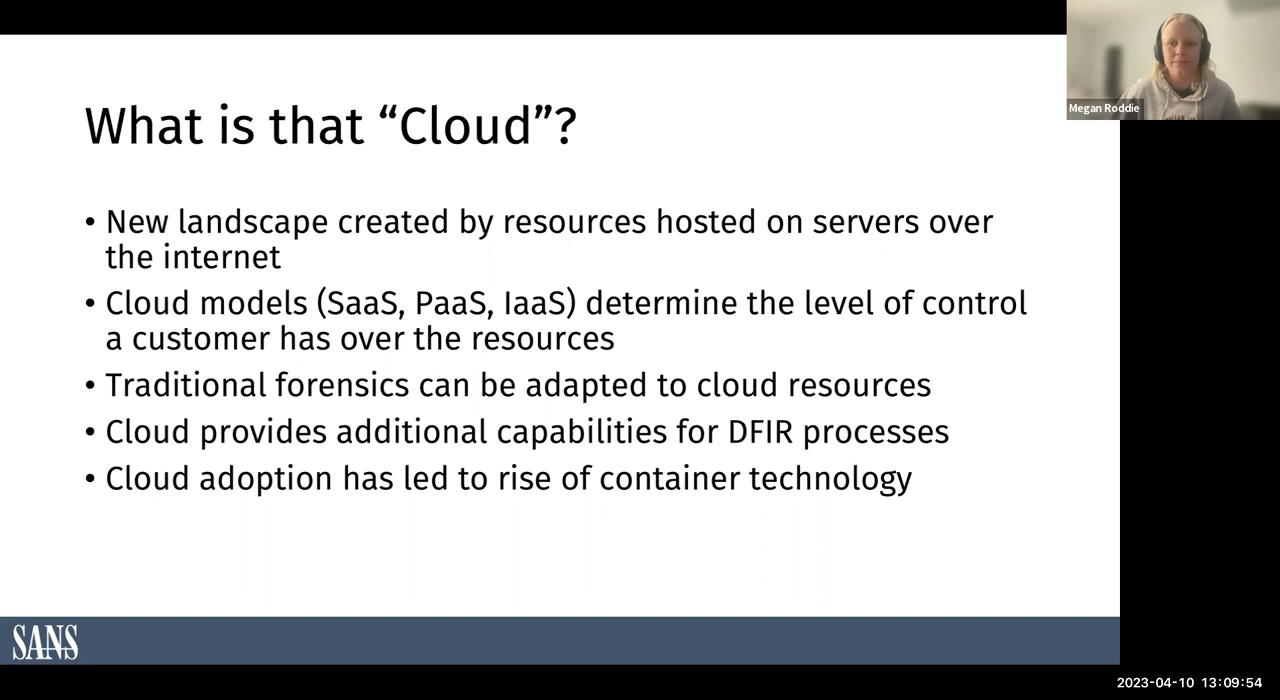 Megan Roddie
What is that “Cloud”?
• New landscape created by resources hosted on servers over
the internet
• Cloud models (SaaS, PaaS, IaaS) determine the level of control
a customer has over the resources
• Traditional forensics can be adapted to cloud resources
• Cloud provides additional capabilities for DFIR processes
• Cloud adoption has led to rise of container technology
SANS
2023-04-10 13:09:54